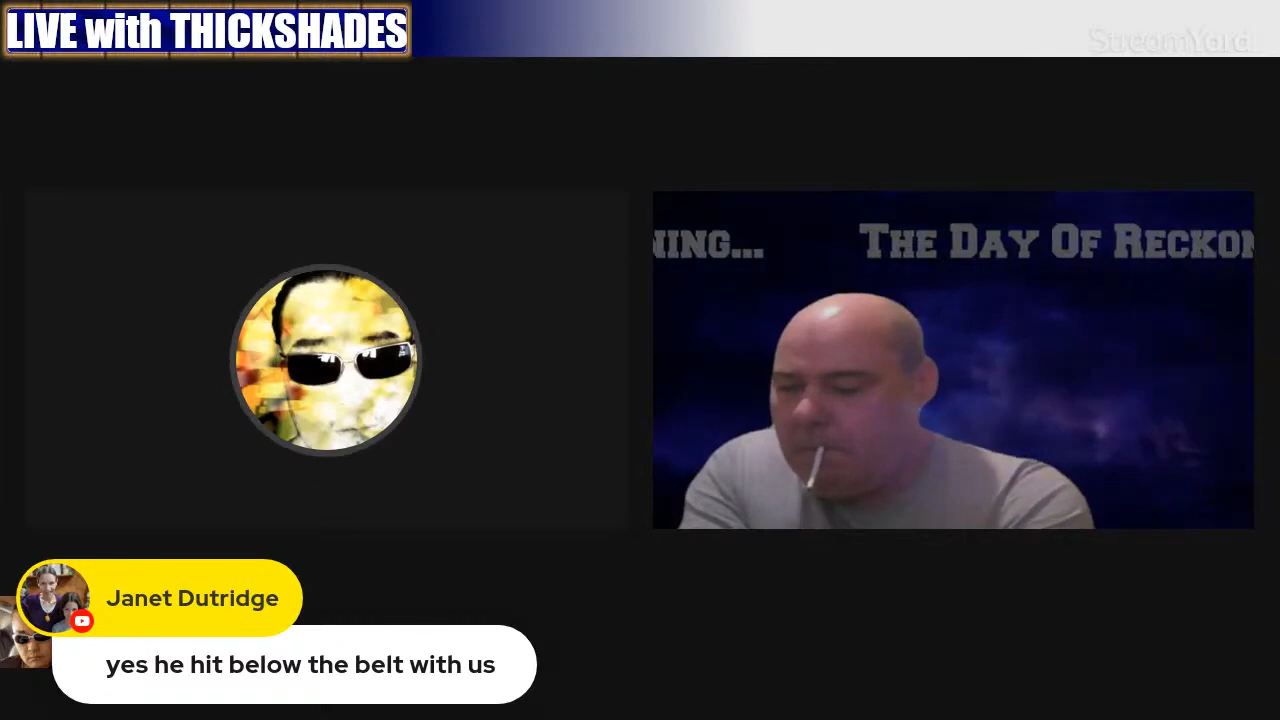 LIVE with THICKSHADES
StreamYard
NING... THE DAY OF RECKON
Janet Dutridge
yes he hit below the belt with us